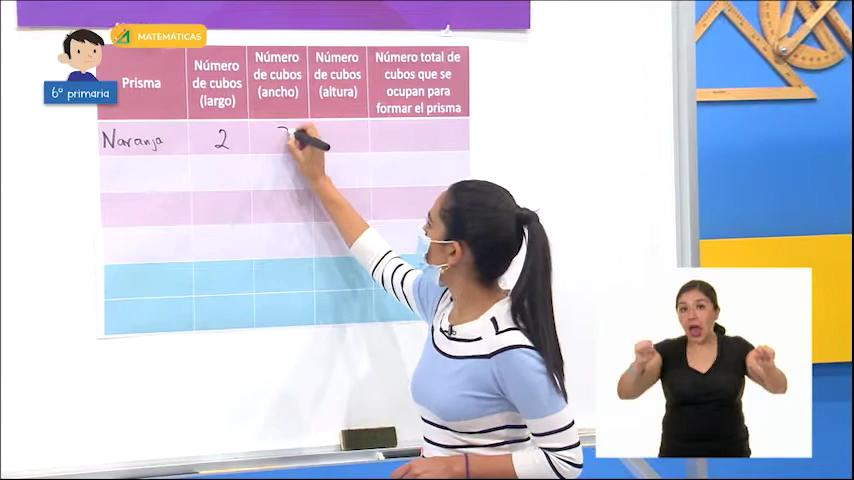 MATEMÁTICAS
6º primaria
Prisma
Número
de cubos
(largo)
Número
de cubos
(ancho)
Número
de cubos
(altura)
Número total de
cubos que se
ocupan para
formar el prisma
Naranja 2